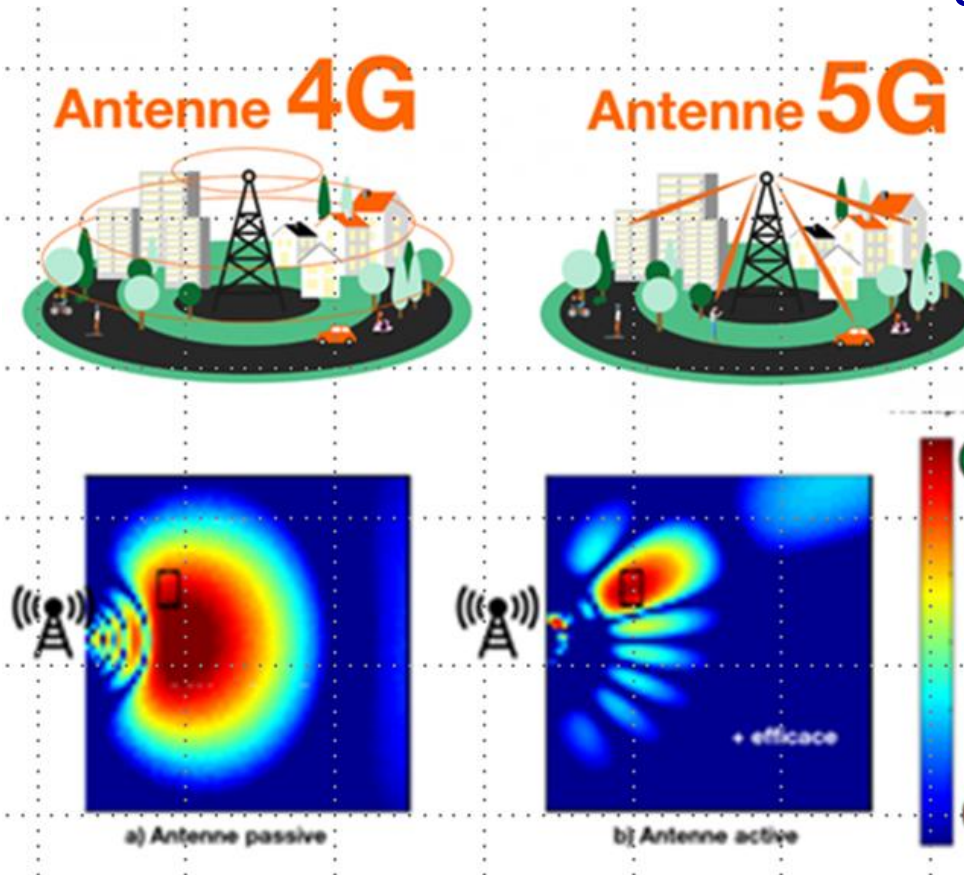 Antenne 4G
Antenne 5G
+ efficace
a) Antenne passive
b) Antenne active